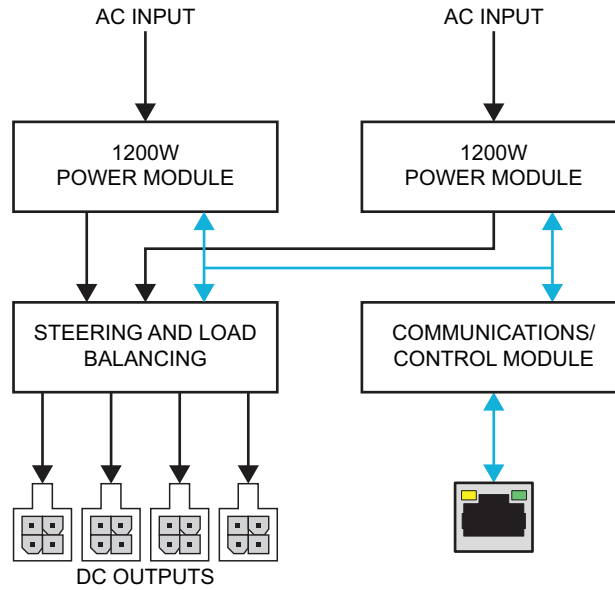 AC INPUT
AC INPUT
1200W
POWER MODULE
1200W
POWER MODULE
STEERING AND LOAD
BALANCING
COMMUNICATIONS/
CONTROL MODULE
DC OUTPUTS